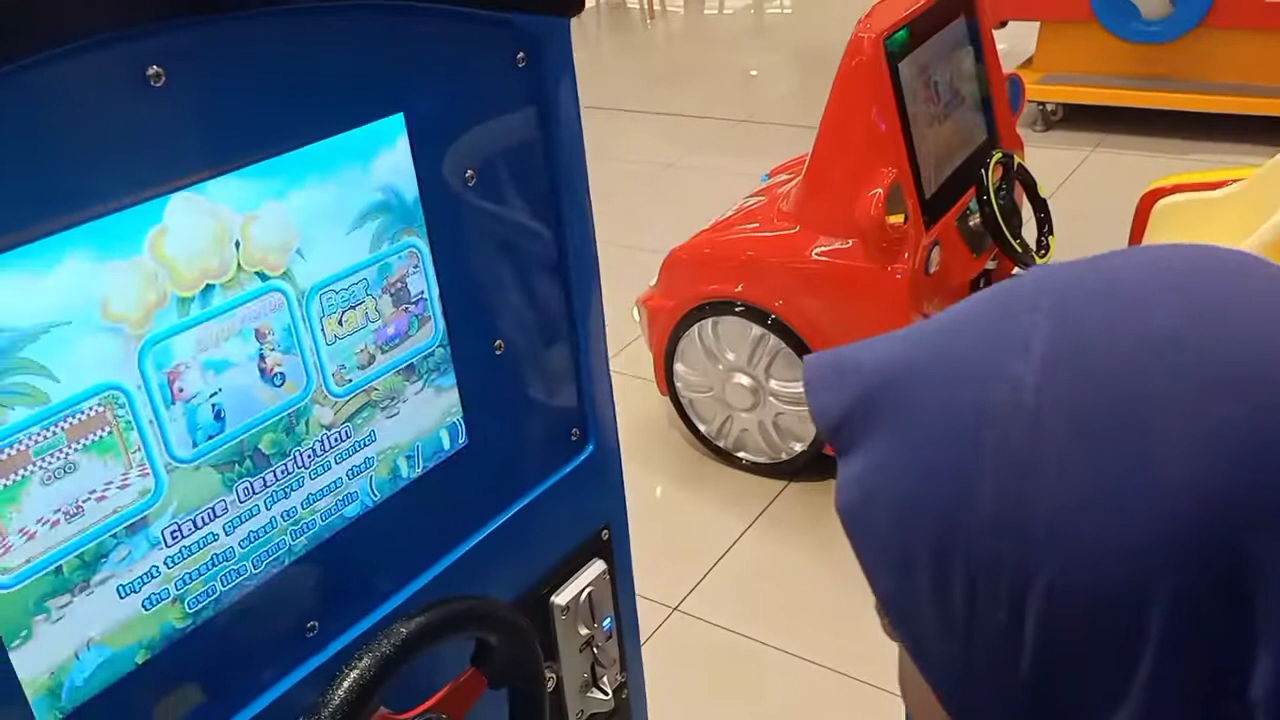 Bear
Kart
Game Description
Input tokens, game player can control
the steering wheel to choose their
own like game into mobile (    /    )